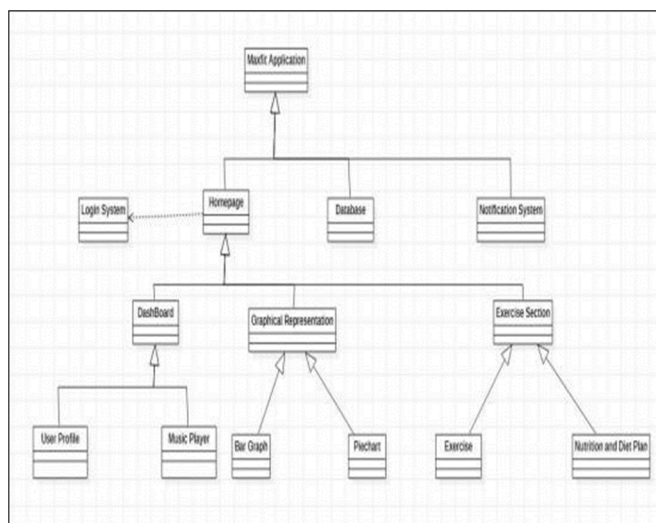 Maxfit Application
Login System
Homepage
Database
Notification System
DashBoard
Graphical Representation
Exercise Section
User Profile
Music Player
Bar Graph
Piechart
Exercise
Nutrition and Diet Plan